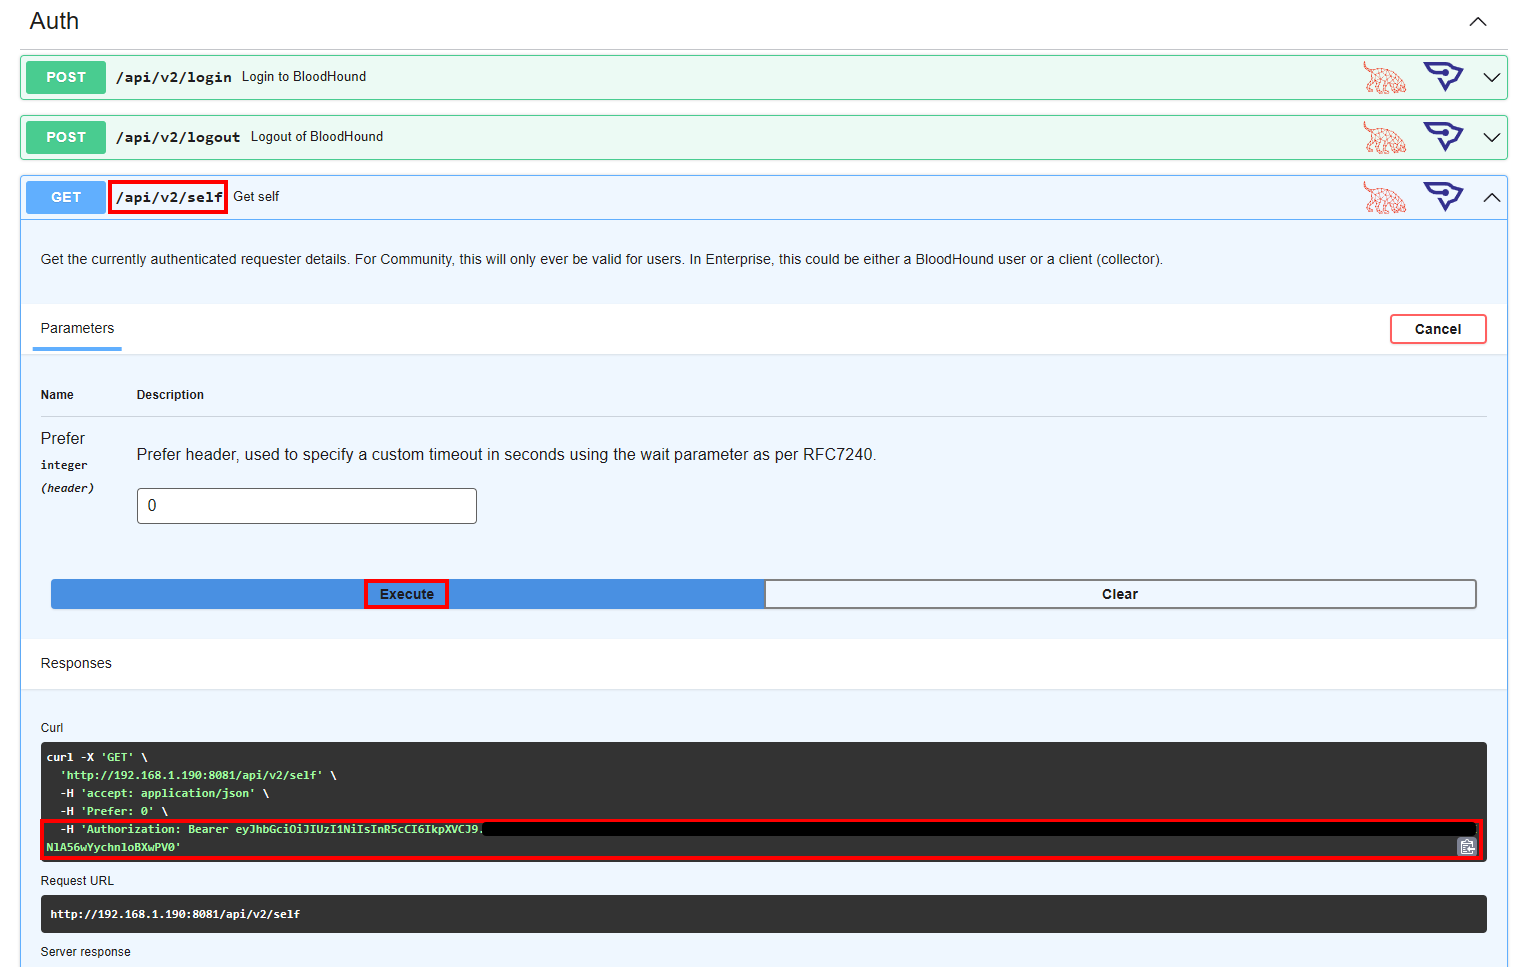 Auth
POST /api/v2/login Login to BloodHound
POST /api/v2/logout Logout of BloodHound
GET /api/v2/self Get self
Get the currently authenticated requester details. For Community, this will only ever be valid for users. In Enterprise, this could be either a BloodHound user or a client (collector).
Parameters Cancel
Name Description
Prefer
integer
(header)
Prefer header, used to specify a custom timeout in seconds using the wait parameter as per RFC7240.
0
Execute Clear
Responses
Curl
curl -X 'GET' \
'http://192.168.1.190:8081/api/v2/self' \
-H 'accept: application/json' \
-H 'Prefer: 0' \
-H 'Authorization: Bearer eyJhbGciOiJIUzI1NiIsInR5cCI6IkpXVCJ9.
NlA56wYychnloBXwPV0'
Request URL
http://192.168.1.190:8081/api/v2/self
Server response